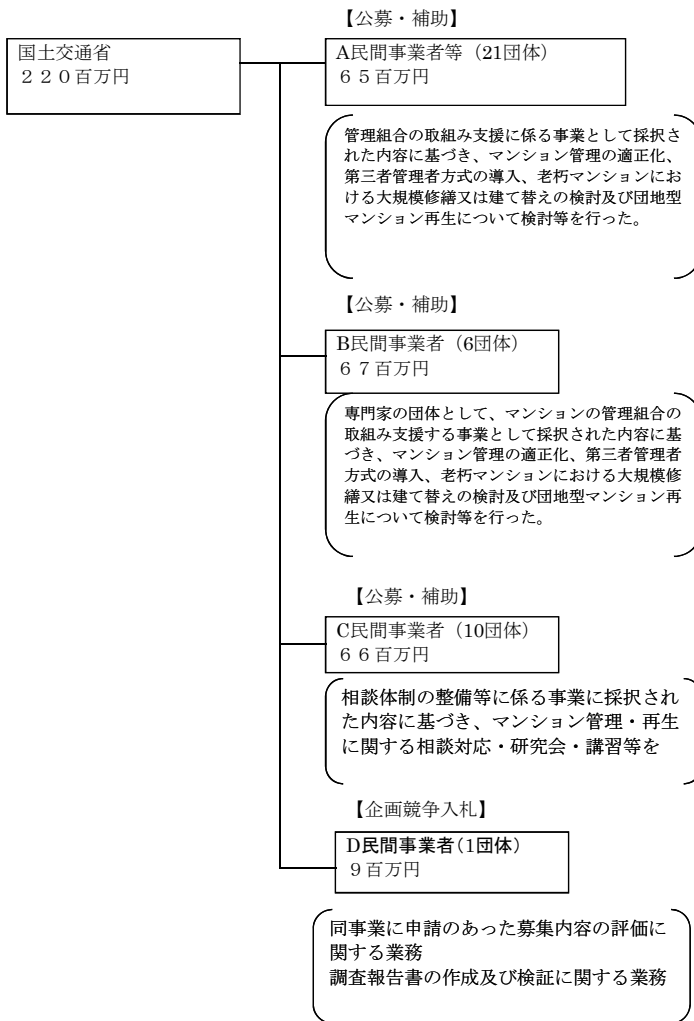 【公募・補助】
国土交通省
２２０百万円
A民間事業者等（21団体）
６５百万円
管理組合の取組み支援に係る事業として採択さ
れた内容に基づき、マンション管理の適正化、
第三者管理者方式の導入、老朽マンションにお
ける大規模修繕又は建て替えの検討及び団地型
マンション再生について検討等を行った。
【公募・補助】
B民間事業者（6団体）
６７百万円
専門家の団体として、マンションの管理組合の
取組み支援する事業として採択された内容に基
づき、マンション管理の適正化、第三者管理者
方式の導入、老朽マンションにおける大規模修
繕又は建て替えの検討及び団地型マンション再
生について検討等を行った。
【公募・補助】
C民間事業者（10団体）
６６百万円
相談体制の整備等に係る事業に採択され
た内容に基づき、マンション管理・再生
に関する相談対応・研究会・講習等を
【企画競争入札】
D民間事業者（1団体）
９百万円
同事業に申請のあった募集内容の評価に
関する業務
調査報告書の作成及び検証に関する業務